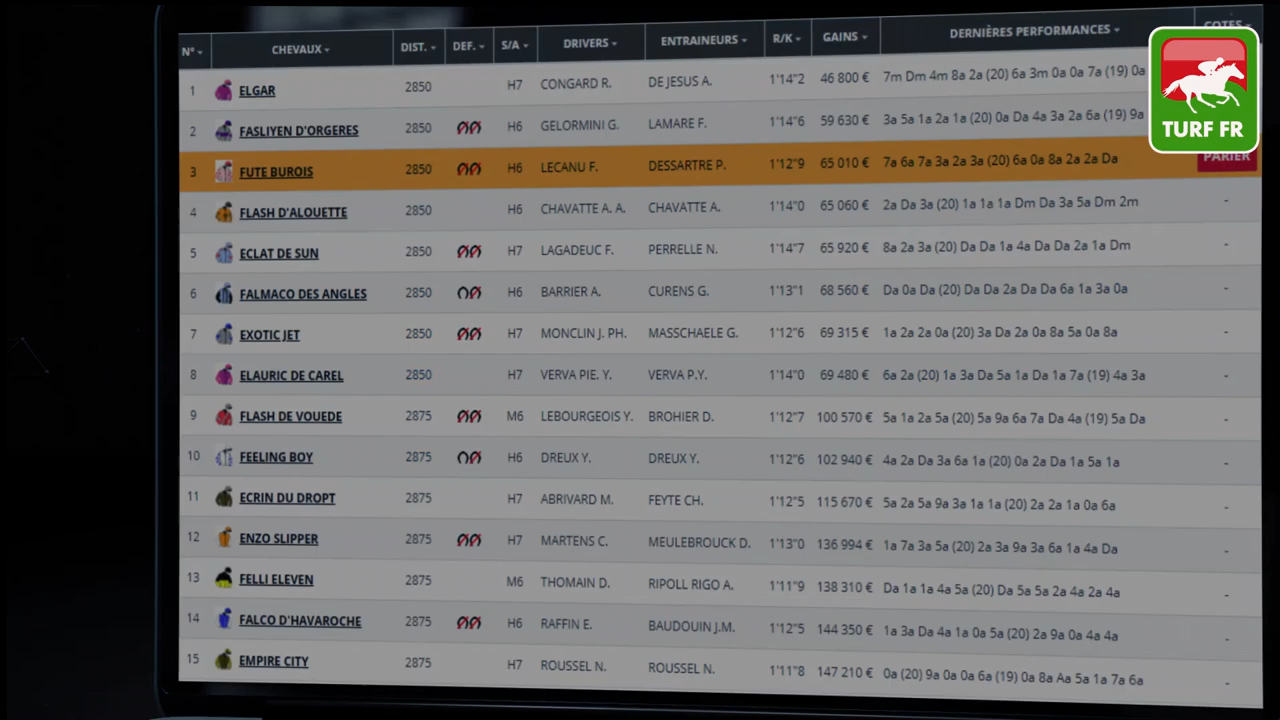 N° CHEVAUX DIST. DEF. S/A DRIVERS ENTRAINEURS R/K GAINS DERNIÈRES PERFORMANCES COTES
1 ELGAR 2850 H7 CONGARD R. DE JESUS A. 1'14"2 46 800 € 7m Dm 4m 8a 2a (20) 6a 3m 0a 0a 7a (19) 0a
2 FASLIYEN D'ORGERES 2850 H6 GELORMINI G. LAMARE F. 1'14"6 59 630 € 3a 5a 1a 2a 1a (20) 0a Da 4a 3a 2a 6a (19) 9a
3 FUTE BUROIS 2850 H6 LECANU F. DESSARTRE P. 1'12"9 65 010 € 7a 6a 7a 3a 2a 3a (20) 6a 0a 8a 2a 2a Da PARIER
4 FLASH D'ALOUETTE 2850 H6 CHAVATTE A. A. CHAVATTE A. 1'14"0 65 060 € 2a Da 3a (20) 1a 1a 1a Dm Da 3a 5a Dm 2m -
5 ECLAT DE SUN 2850 H7 LAGADEUC F. PERRELLE N. 1'14"7 65 920 € 8a 2a 3a (20) Da Da 1a 4a Da Da 2a 1a Dm -
6 FALMACO DES ANGLES 2850 H6 BARRIER A. CURENS G. 1'13"1 68 560 € Da 0a Da (20) Da Da 2a Da Da 6a 1a 3a 0a -
7 EXOTIC JET 2850 H7 MONCLIN J. PH. MASSCHAELE G. 1'12"6 69 315 € 1a 2a 2a 0a (20) 3a Da 2a 0a 8a 5a 0a 8a -
8 ELAURIC DE CAREL 2850 H7 VERVA PIE. Y. VERVA P.Y. 1'14"0 69 480 € 6a 2a (20) 1a 3a Da 5a 1a Da 1a 7a (19) 4a 3a -
9 FLASH DE VOUEDE 2875 M6 LEBOURGEOIS Y. BROHIER D. 1'12"7 100 570 € 5a 1a 2a 5a (20) 5a 9a 6a 7a Da 4a (19) 5a Da -
10 FEELING BOY 2875 H6 DREUX Y. DREUX Y. 1'12"6 102 940 € 4a 2a Da 3a 6a 1a (20) 0a 2a Da 1a 5a 1a -
11 ECRIN DU DROPT 2875 H7 ABRIVARD M. FEYTE CH. 1'12"5 115 670 € 5a 2a 5a 9a 3a 1a 1a (20) 2a 2a 1a 0a 6a -
12 ENZO SLIPPER 2875 H7 MARTENS C. MEULEBROUCK D. 1'13"0 136 994 € 1a 7a 3a 5a (20) 2a 3a 9a 3a 6a 1a 4a Da -
13 FELLI ELEVEN 2875 M6 THOMAIN D. RIPOLL RIGO A. 1'11"9 138 310 € Da 1a 1a 4a 5a (20) Da 5a 5a 2a 4a 2a 4a -
14 FALCO D'HAVAROCHE 2875 H6 RAFFIN E. BAUDOUIN J.M. 1'12"5 144 350 € 1a 3a Da 4a 1a 0a 5a (20) 2a 9a 0a 4a 4a -
15 EMPIRE CITY 2875 H7 ROUSSEL N. ROUSSEL N. 1'11"8 147 210 € 0a (20) 9a 0a 0a 6a (19) 0a 8a Aa 5a 1a 7a 6a -
TURF FR